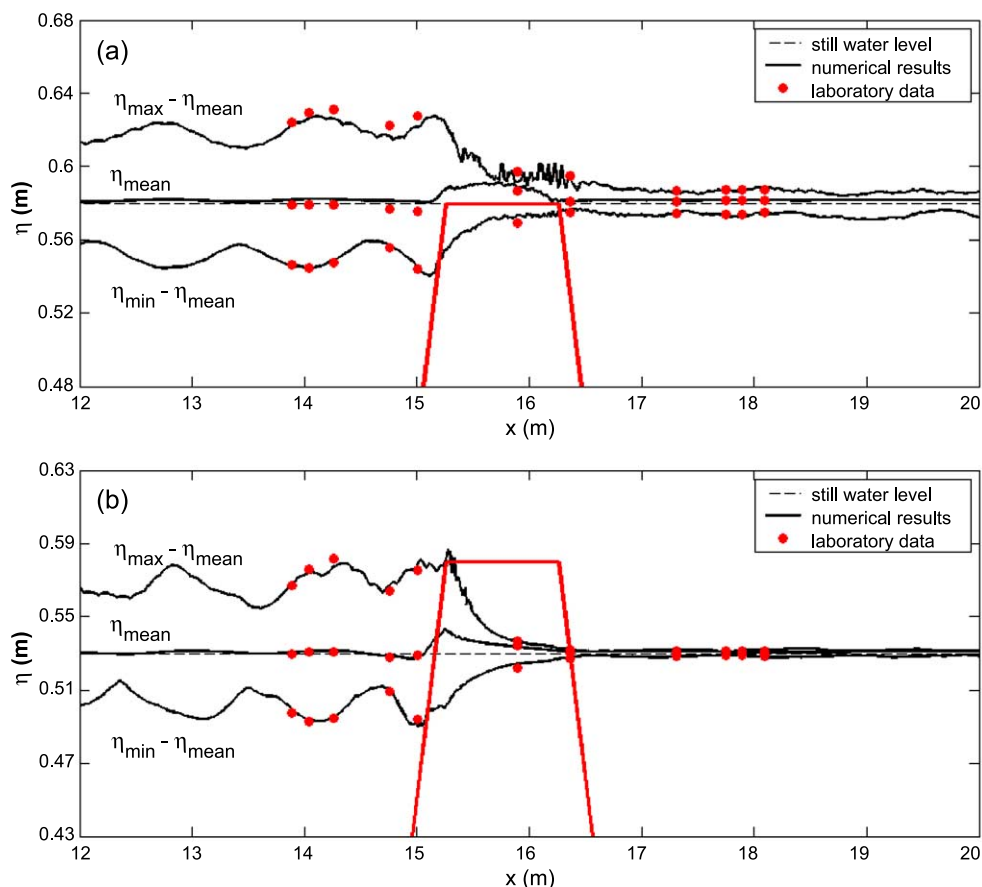 (a)
still water level
numerical results
laboratory data
ηmax - ηmean
ηmean
ηmin - ηmean
0.68
0.64
0.6
0.56
0.52
0.48
η (m)
12 13 14 15 16 17 18 19 20
x (m)
(b)
still water level
numerical results
laboratory data
ηmax - ηmean
ηmean
ηmin - ηmean
0.63
0.59
0.55
0.51
0.47
0.43
η (m)
12 13 14 15 16 17 18 19 20
x (m)